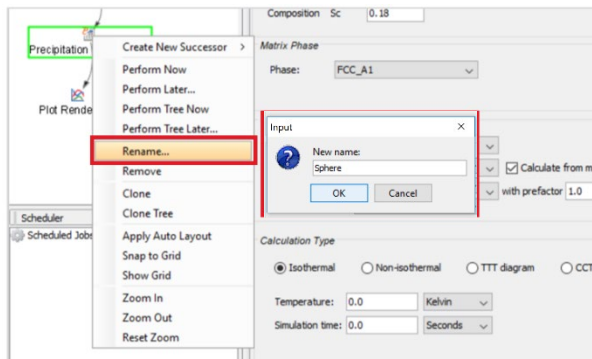 Composition Sc 0.18
Precipitation
Create New Successor >
Matrix Phase
Perform Now
Phase: FCC_A1
Perform Later...
Plot Rende
Perform Tree Now
Perform Tree Later...
Input
Rename...
New name:
Calculate from m
Remove
Sphere
Clone
OK Cancel
with prefactor 1.0
Clone Tree
Scheduler
Scheduled Jobs
Apply Auto Layout
Calculation Type
Snap to Grid
Isothermal Non-isothermal TTT diagram CCT
Show Grid
Zoom In
Temperature: 0.0 Kelvin
Zoom Out
Simulation time: 0.0 Seconds
Reset Zoom